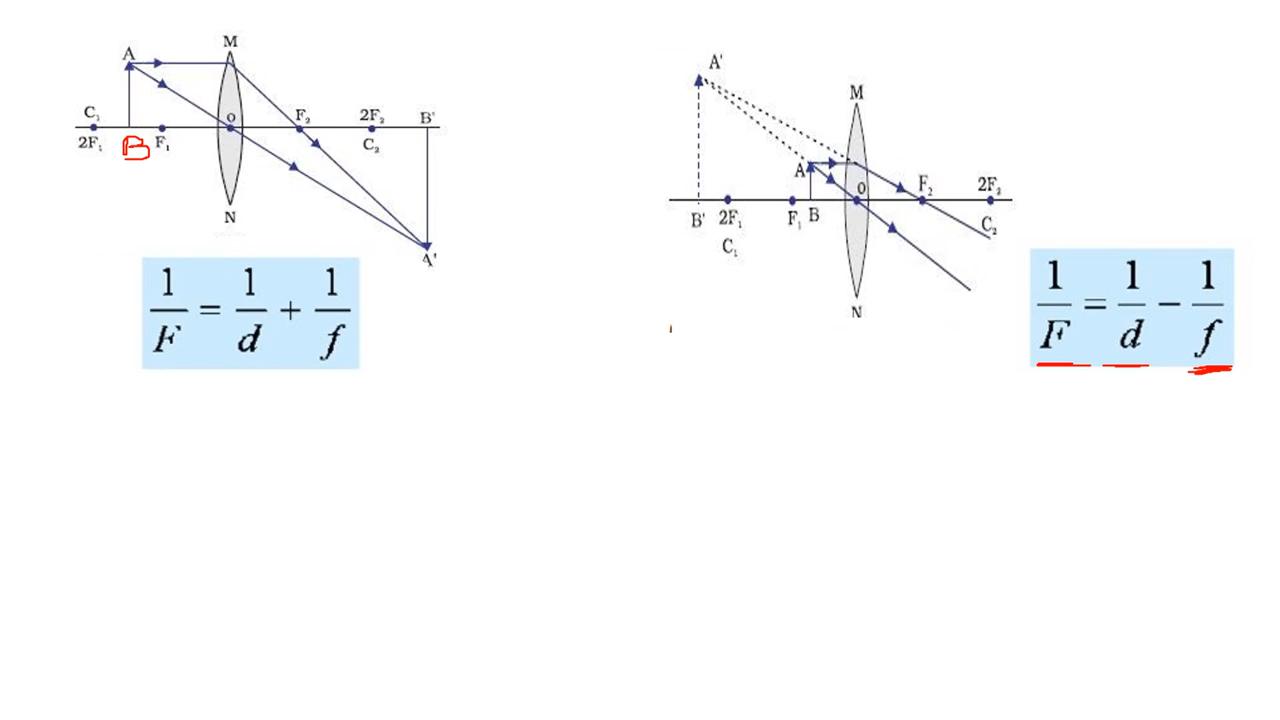 A
M
C₁
O
F₂
2F₂
B'
2F₁
B
F₁
C₂
N
A'
1/F = 1/d + 1/f
A'
M
A
O
F₂
2F₂
B'
2F₁
F₁
B
C₂
C₁
N
1/F = 1/d − 1/f